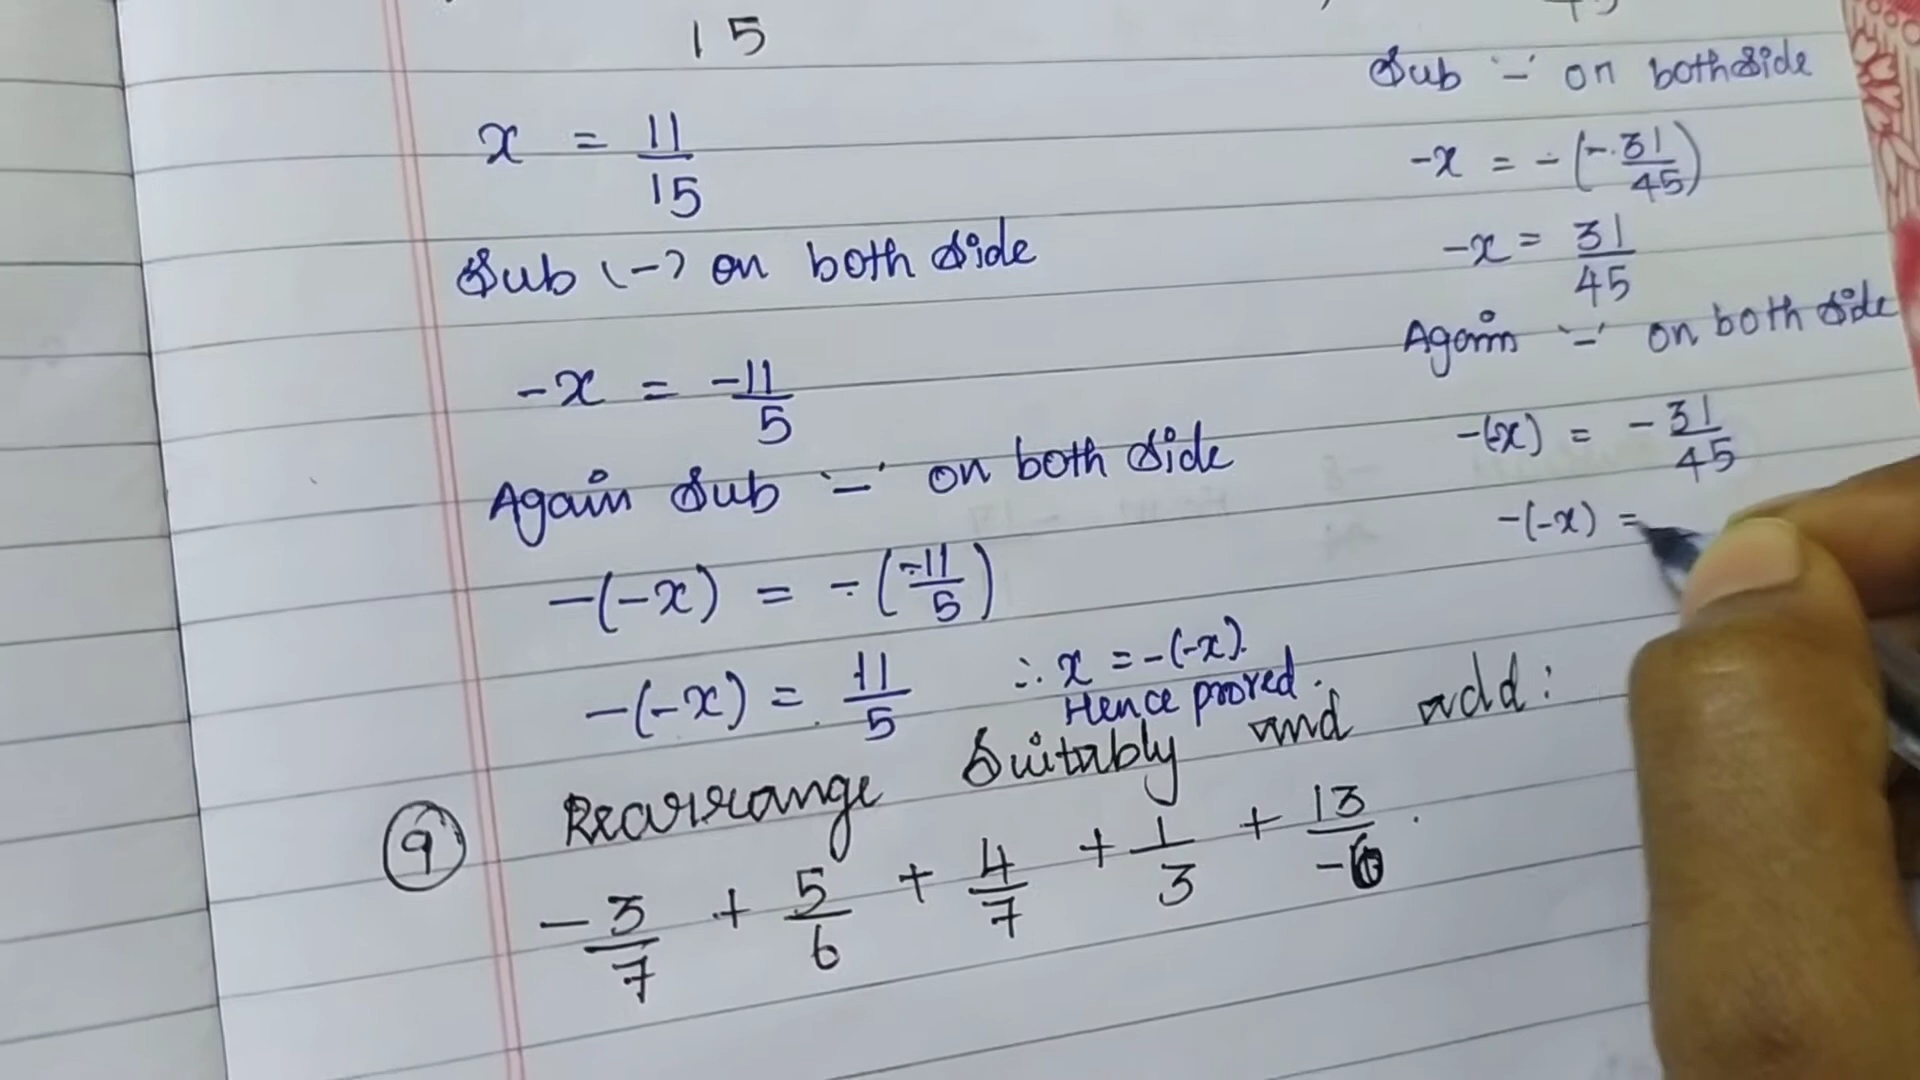 15
x = 11/15
Sub (-) on both side
-x = -11/5
Again Sub '-' on both side
-(-x) = -(-11/5)
-(-x) = 11/5
∴ x = -(-x).
Hence proved.
Sub '-' on both side
-x = -(-31/45)
-x = 31/45
Again '-' on both side
-(-x) = -31/45
-(-x) =
9 Rearrange Suitably and add:
-3/7 + 5/6 + 4/7 + 1/3 + 13/-6.